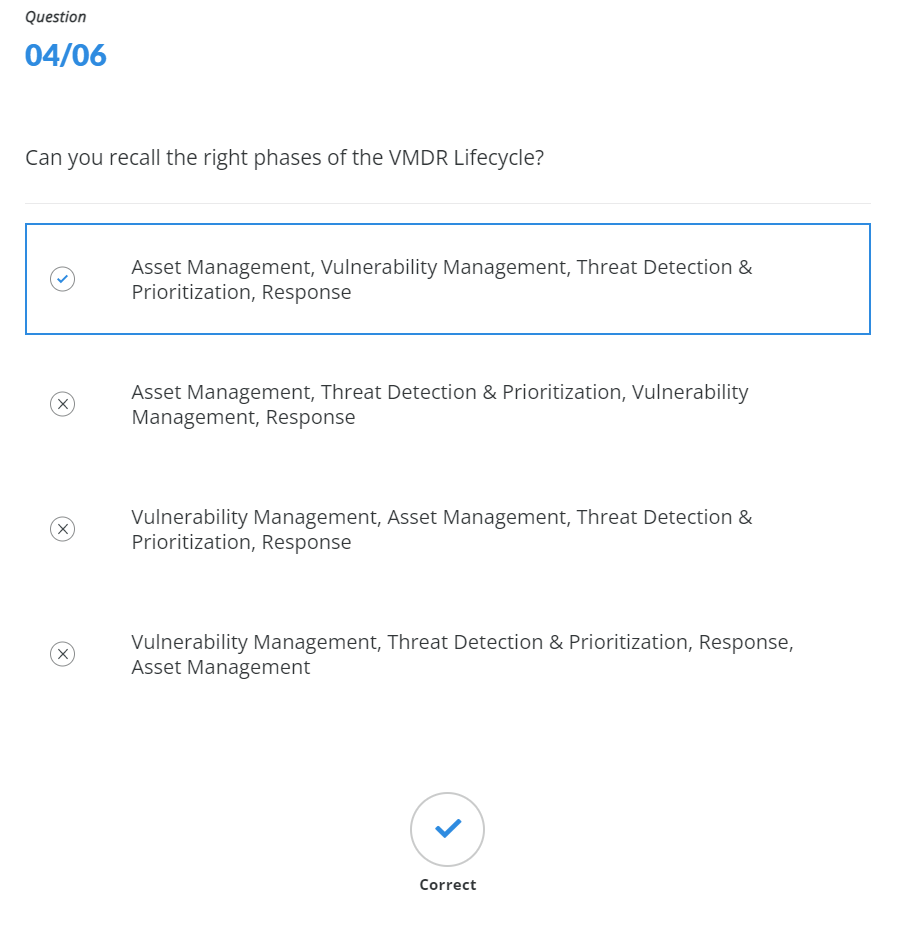 Question
04/06
Can you recall the right phases of the VMDR Lifecycle?
Asset Management, Vulnerability Management, Threat Detection &
Prioritization, Response
Asset Management, Threat Detection & Prioritization, Vulnerability
Management, Response
Vulnerability Management, Asset Management, Threat Detection &
Prioritization, Response
Vulnerability Management, Threat Detection & Prioritization, Response,
Asset Management
Correct